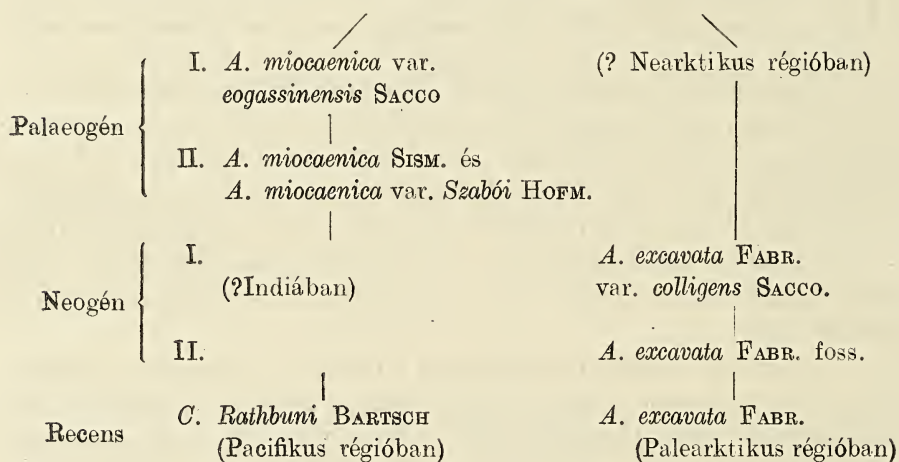 I. A. miocaenica var. (? Nearktikus régióban)
eogassinensis SACCO
Palaeogén
II. A. miocaenica SISM. és
A. miocaenica var. Szabói HOFM.
I. A. excavata FABR.
(?Indiában) var. colligens SACCO.
Neogén
II. A. excavata FABR. foss.
C. Rathbuni BARTSCH A. excavata FABR.
Recens
(Pacifikus régióban) (Palearktikus régióban)